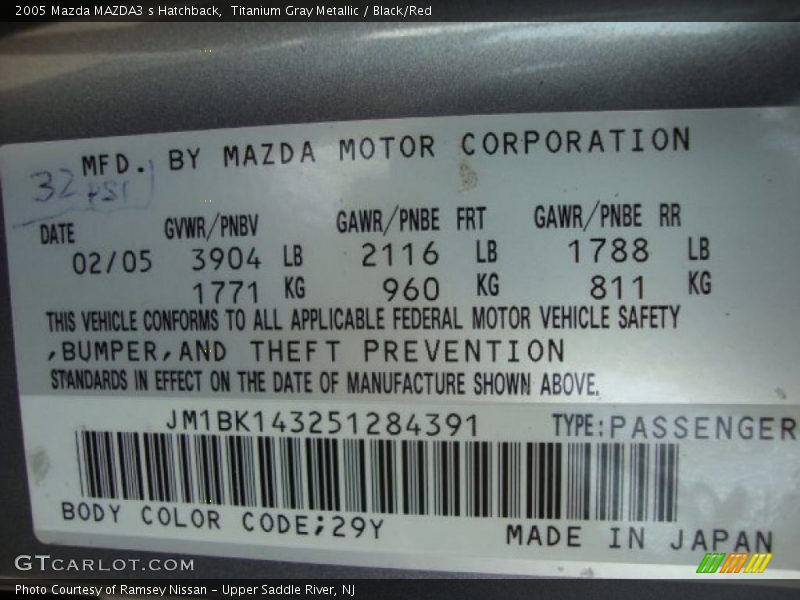 2005 Mazda MAZDA3 s Hatchback, Titanium Gray Metallic / Black/Red
MFD. BY MAZDA MOTOR CORPORATION
32
PSI
DATE GVWR/PNBV GAWR/PNBE FRT GAWR/PNBE RR
02/05 3904 LB 2116 LB 1788 LB
1771 KG 960 KG 811 KG
THIS VEHICLE CONFORMS TO ALL APPLICABLE FEDERAL MOTOR VEHICLE SAFETY
,BUMPER,AND THEFT PREVENTION
STANDARDS IN EFFECT ON THE DATE OF MANUFACTURE SHOWN ABOVE.
JM1BK143251284391 TYPE:PASSENGER
BODY COLOR CODE;29Y MADE IN JAPAN
GTCARLOT.COM
Photo Courtesy of Ramsey Nissan - Upper Saddle River, NJ